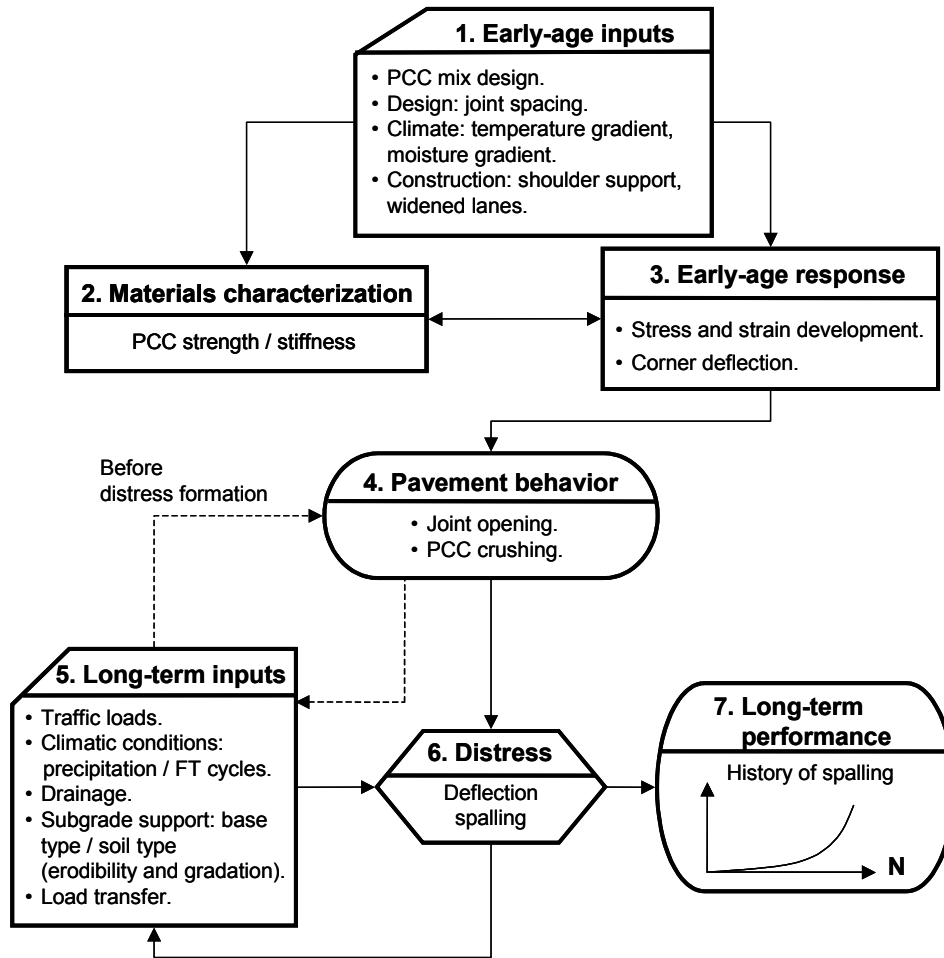 1. Early-age inputs
• PCC mix design.
• Design: joint spacing.
• Climate: temperature gradient,
moisture gradient.
• Construction: shoulder support,
widened lanes.
2. Materials characterization
PCC strength / stiffness
3. Early-age response
• Stress and strain development.
• Corner deflection.
Before
distress formation
4. Pavement behavior
• Joint opening.
• PCC crushing.
5. Long-term inputs
• Traffic loads.
• Climatic conditions:
precipitation / FT cycles.
• Drainage.
• Subgrade support: base
type / soil type
(erodibility and gradation).
• Load transfer.
6. Distress
Deflection
spalling
7. Long-term
performance
History of spalling
N